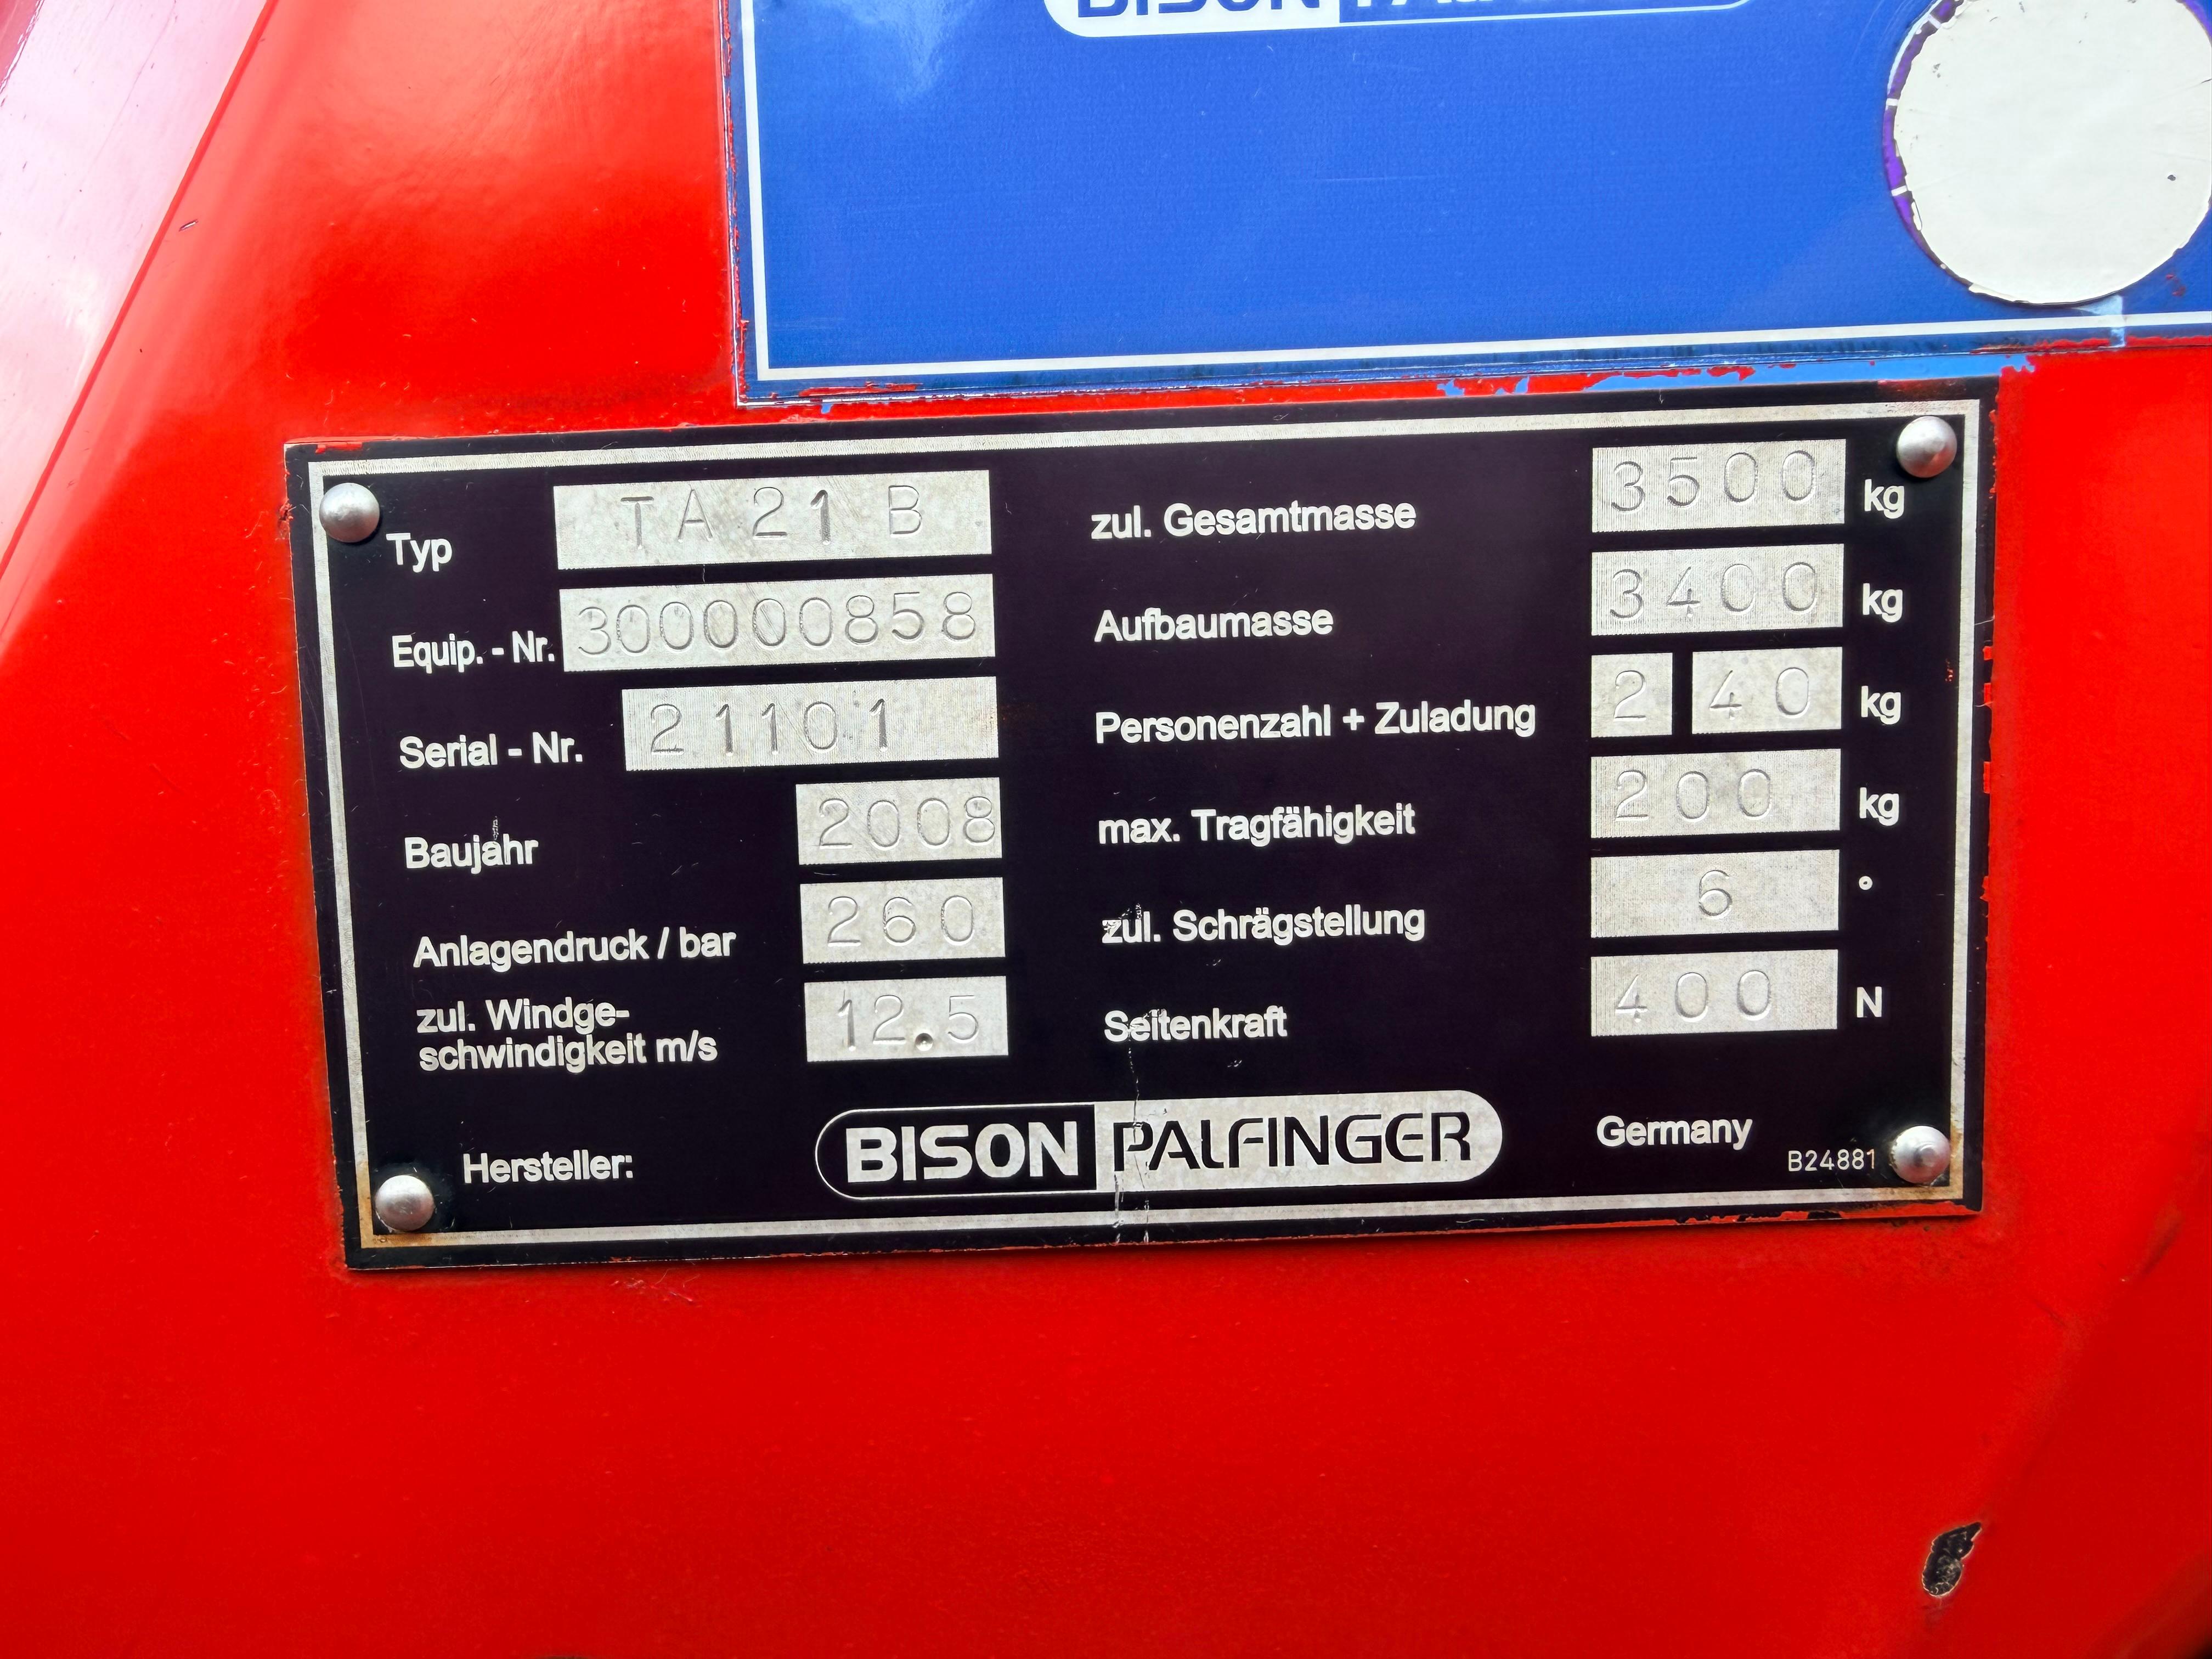 BISON PALFINGER
Typ TA 21 B
Equip. - Nr. 300000858
Serial - Nr. 21101
Baujahr 2008
Anlagendruck / bar 260
zul. Windge-
schwindigkeit m/s 12.5
zul. Gesamtmasse 3500 kg
Aufbaumasse 3400 kg
Personenzahl + Zuladung 2 40 kg
max. Tragfähigkeit 200 kg
zul. Schrägstellung 6 °
Seitenkraft 400 N
Hersteller: BISON PALFINGER Germany
B24881